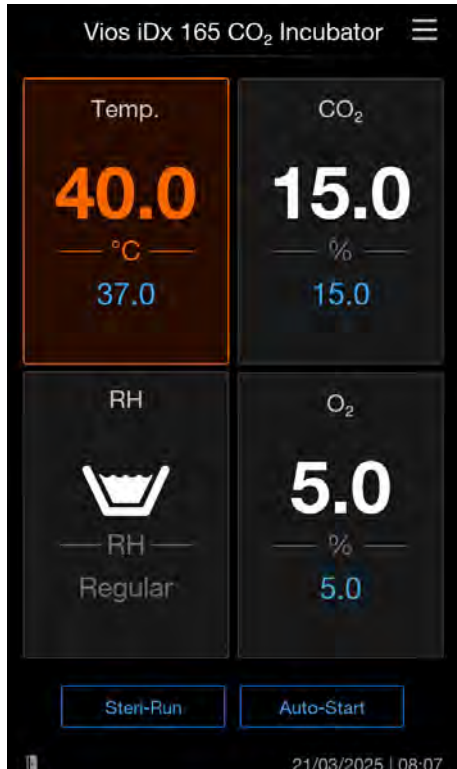 Vios iDx 165 CO₂ Incubator
Temp.
40.0
°C
37.0
CO₂
15.0
%
15.0
RH
RH
Regular
O₂
5.0
%
5.0
Steri-Run
Auto-Start
21/03/2025 | 08:07